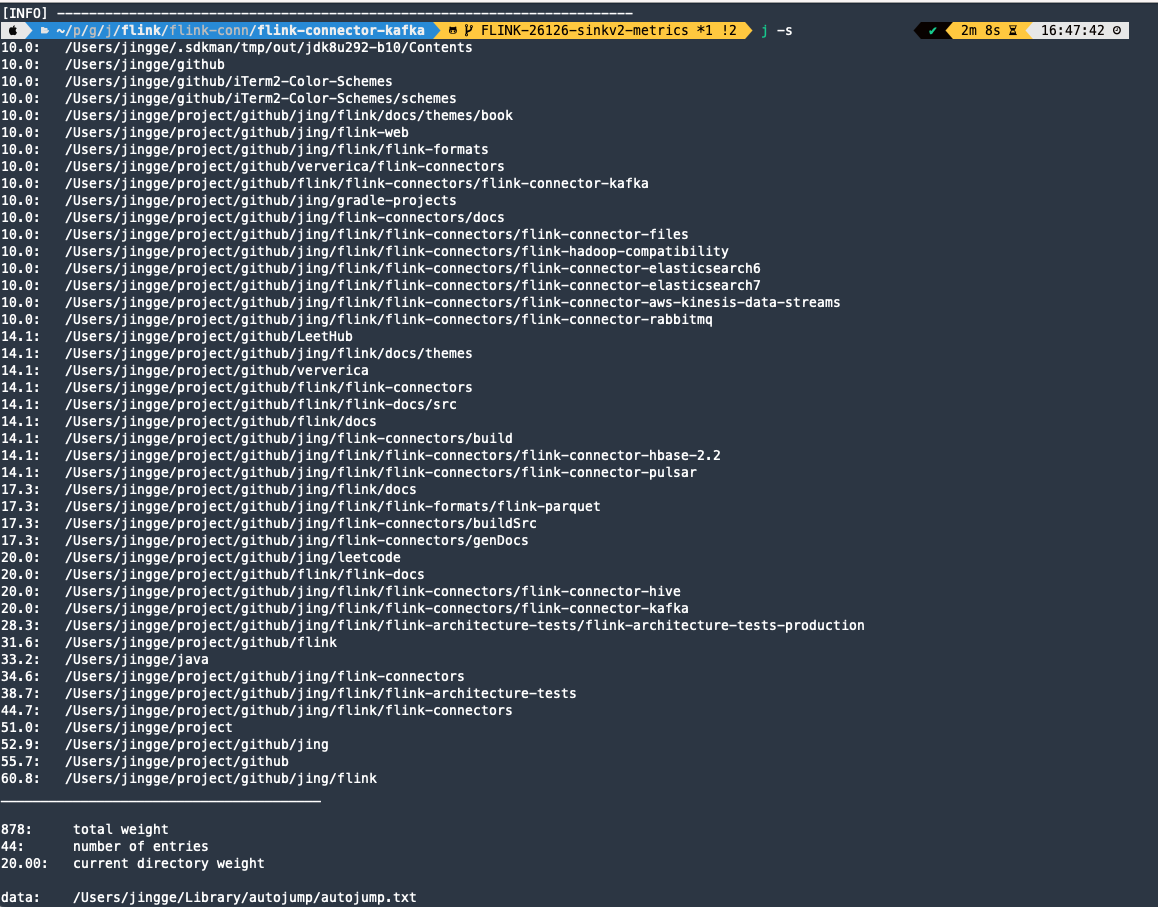 [INFO] ------------------------------------------------------------------------
~/p/g/j/flink/flink-conn/flink-connector-kafka FLINK-26126-sinkv2-metrics *1 !2 j -s ✔ 2m 8s 16:47:42
10.0: /Users/jingge/.sdkman/tmp/out/jdk8u292-b10/Contents
10.0: /Users/jingge/github
10.0: /Users/jingge/github/iTerm2-Color-Schemes
10.0: /Users/jingge/github/iTerm2-Color-Schemes/schemes
10.0: /Users/jingge/project/github/jing/flink/docs/themes/book
10.0: /Users/jingge/project/github/jing/flink-web
10.0: /Users/jingge/project/github/jing/flink/flink-formats
10.0: /Users/jingge/project/github/ververica/flink-connectors
10.0: /Users/jingge/project/github/flink/flink-connectors/flink-connector-kafka
10.0: /Users/jingge/project/github/jing/gradle-projects
10.0: /Users/jingge/project/github/jing/flink-connectors/docs
10.0: /Users/jingge/project/github/jing/flink/flink-connectors/flink-connector-files
10.0: /Users/jingge/project/github/jing/flink/flink-connectors/flink-hadoop-compatibility
10.0: /Users/jingge/project/github/jing/flink/flink-connectors/flink-connector-elasticsearch6
10.0: /Users/jingge/project/github/jing/flink/flink-connectors/flink-connector-elasticsearch7
10.0: /Users/jingge/project/github/jing/flink/flink-connectors/flink-connector-aws-kinesis-data-streams
10.0: /Users/jingge/project/github/jing/flink/flink-connectors/flink-connector-rabbitmq
14.1: /Users/jingge/project/github/LeetHub
14.1: /Users/jingge/project/github/jing/flink/docs/themes
14.1: /Users/jingge/project/github/ververica
14.1: /Users/jingge/project/github/flink/flink-connectors
14.1: /Users/jingge/project/github/flink/flink-docs/src
14.1: /Users/jingge/project/github/flink/docs
14.1: /Users/jingge/project/github/jing/flink-connectors/build
14.1: /Users/jingge/project/github/jing/flink/flink-connectors/flink-connector-hbase-2.2
14.1: /Users/jingge/project/github/jing/flink/flink-connectors/flink-connector-pulsar
17.3: /Users/jingge/project/github/jing/flink/docs
17.3: /Users/jingge/project/github/jing/flink/flink-formats/flink-parquet
17.3: /Users/jingge/project/github/jing/flink-connectors/buildSrc
17.3: /Users/jingge/project/github/jing/flink-connectors/genDocs
20.0: /Users/jingge/project/github/jing/leetcode
20.0: /Users/jingge/project/github/flink/flink-docs
20.0: /Users/jingge/project/github/jing/flink/flink-connectors/flink-connector-hive
20.0: /Users/jingge/project/github/jing/flink/flink-connectors/flink-connector-kafka
28.3: /Users/jingge/project/github/jing/flink/flink-architecture-tests/flink-architecture-tests-production
31.6: /Users/jingge/project/github/flink
33.2: /Users/jingge/java
34.6: /Users/jingge/project/github/jing/flink-connectors
38.7: /Users/jingge/project/github/jing/flink/flink-architecture-tests
44.7: /Users/jingge/project/github/jing/flink/flink-connectors
51.0: /Users/jingge/project
52.9: /Users/jingge/project/github/jing
55.7: /Users/jingge/project/github
60.8: /Users/jingge/project/github/jing/flink
________________________________________
878: total weight
44: number of entries
20.00: current directory weight
data: /Users/jingge/Library/autojump/autojump.txt